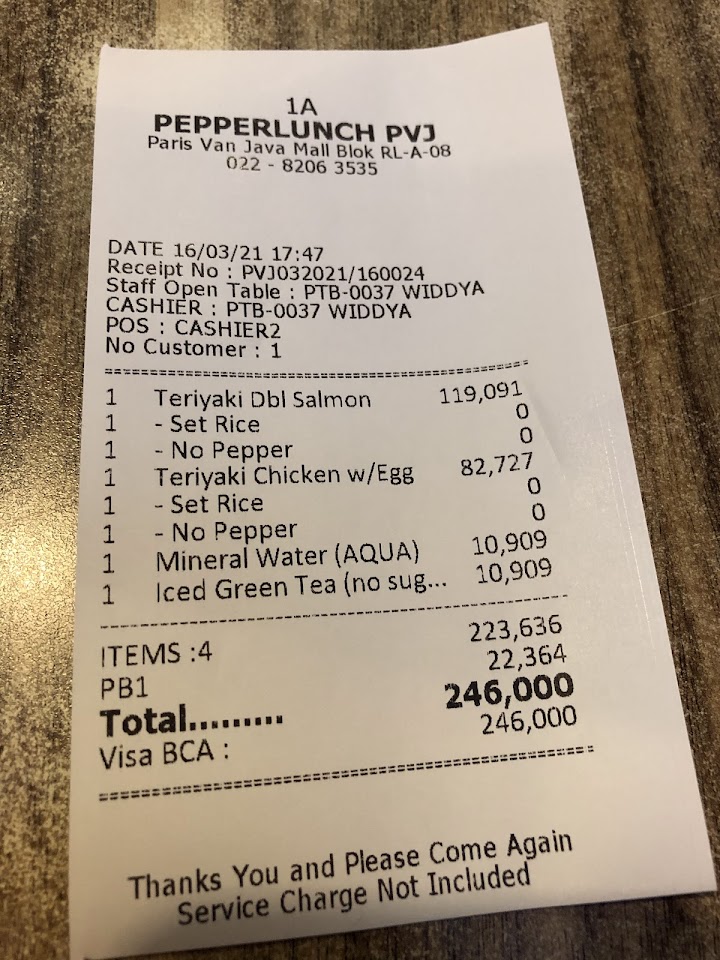 1A
PEPPERLUNCH PVJ
Paris Van Java Mall Blok RL-A-08
022 - 8206 3535
DATE 16/03/21 17:47
Receipt No : PVJ032021/160024
Staff Open Table : PTB-0037 WIDDYA
CASHIER : PTB-0037 WIDDYA
POS : CASHIER2
No Customer : 1
1 Teriyaki Dbl Salmon 119,091
1 - Set Rice 0
1 - No Pepper 0
1 Teriyaki Chicken w/Egg 82,727
1 - Set Rice 0
1 - No Pepper 0
1 Mineral Water (AQUA) 10,909
1 Iced Green Tea (no sug... 10,909
ITEMS :4 223,636
PB1 22,364
Total......... 246,000
Visa BCA : 246,000
Thanks You and Please Come Again
Service Charge Not Included